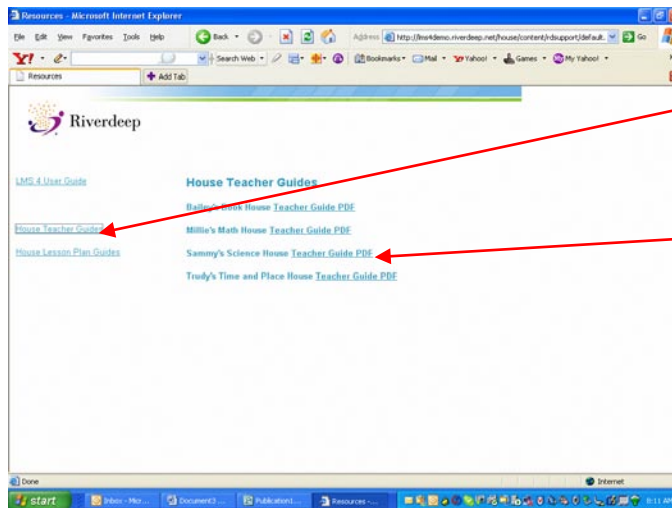 Resources - Microsoft Internet Explorer
File Edit View Favorites Tools Help
Back
Address http://lms4demo.riverdeep.net/house/content/rdsupport/default. Go
Y! Search Web Bookmarks Mail Yahoo! Games My Yahoo!
Resources Add Tab
Riverdeep
LMS 4 User Guide
House Teacher Guides
Bailey's Book House Teacher Guide PDF
House Teacher Guides
Millie's Math House Teacher Guide PDF
House Lesson Plan Guides
Sammy's Science House Teacher Guide PDF
Trudy's Time and Place House Teacher Guide PDF
Done Internet
start Inbox - Micr... Document3 ... Publication1... Resources -... 8:11 AM